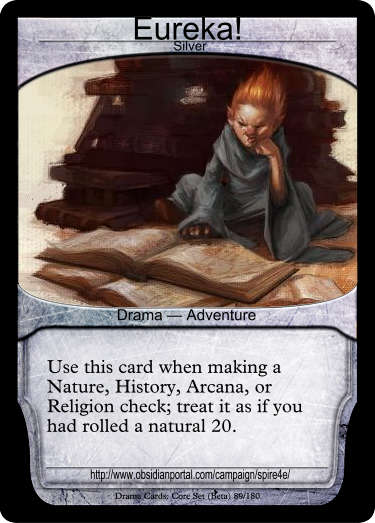 Eureka!
Silver
Drama — Adventure
Use this card when making a
Nature, History, Arcana, or
Religion check; treat it as if you
had rolled a natural 20.
http://www.obsidianportal.com/campaign/spire4e/
Drama Cards: Core Set (Beta) 89/180